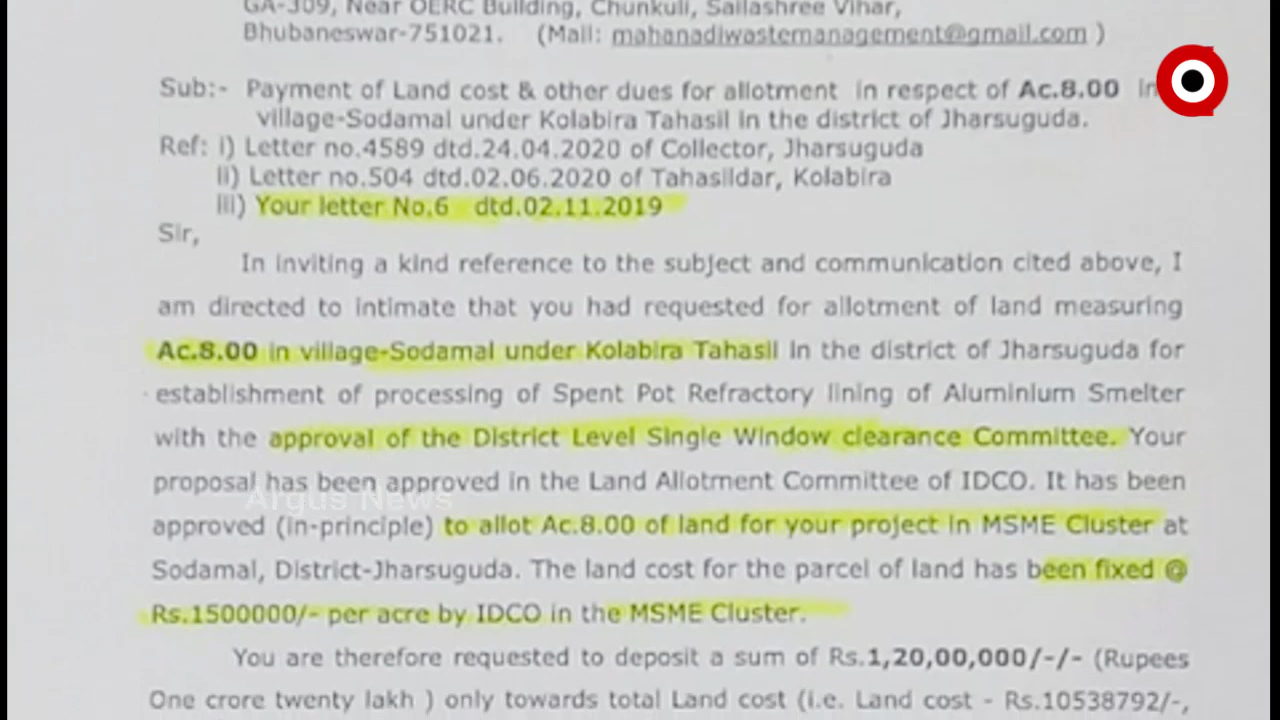 GA-309, Near OERC Building, Chunkuli, Sailashree Vihar,
Bhubaneswar-751021. (Mail: mahanadiwastemanagement@gmail.com )
Sub:- Payment of Land cost & other dues for allotment in respect of Ac.8.00 in
village-Sodamal under Kolabira Tahasil in the district of Jharsuguda.
Ref: i) Letter no.4589 dtd.24.04.2020 of Collector, Jharsuguda
ii) Letter no.504 dtd.02.06.2020 of Tahasildar, Kolabira
iii) Your letter No.6 dtd.02.11.2019
Sir,
In inviting a kind reference to the subject and communication cited above, I
am directed to intimate that you had requested for allotment of land measuring
Ac.8.00 in village-Sodamal under Kolabira Tahasil in the district of Jharsuguda for
establishment of processing of Spent Pot Refractory lining of Aluminium Smelter
with the approval of the District Level Single Window clearance Committee. Your
proposal has been approved in the Land Allotment Committee of IDCO. It has been
Argus News
approved (in-principle) to allot Ac.8.00 of land for your project in MSME Cluster at
Sodamal, District-Jharsuguda. The land cost for the parcel of land has been fixed @
Rs.1500000/- per acre by IDCO in the MSME Cluster.
You are therefore requested to deposit a sum of Rs.1,20,00,000/-/- (Rupees
One crore twenty lakh ) only towards total Land cost (i.e. Land cost - Rs.10538792/-,